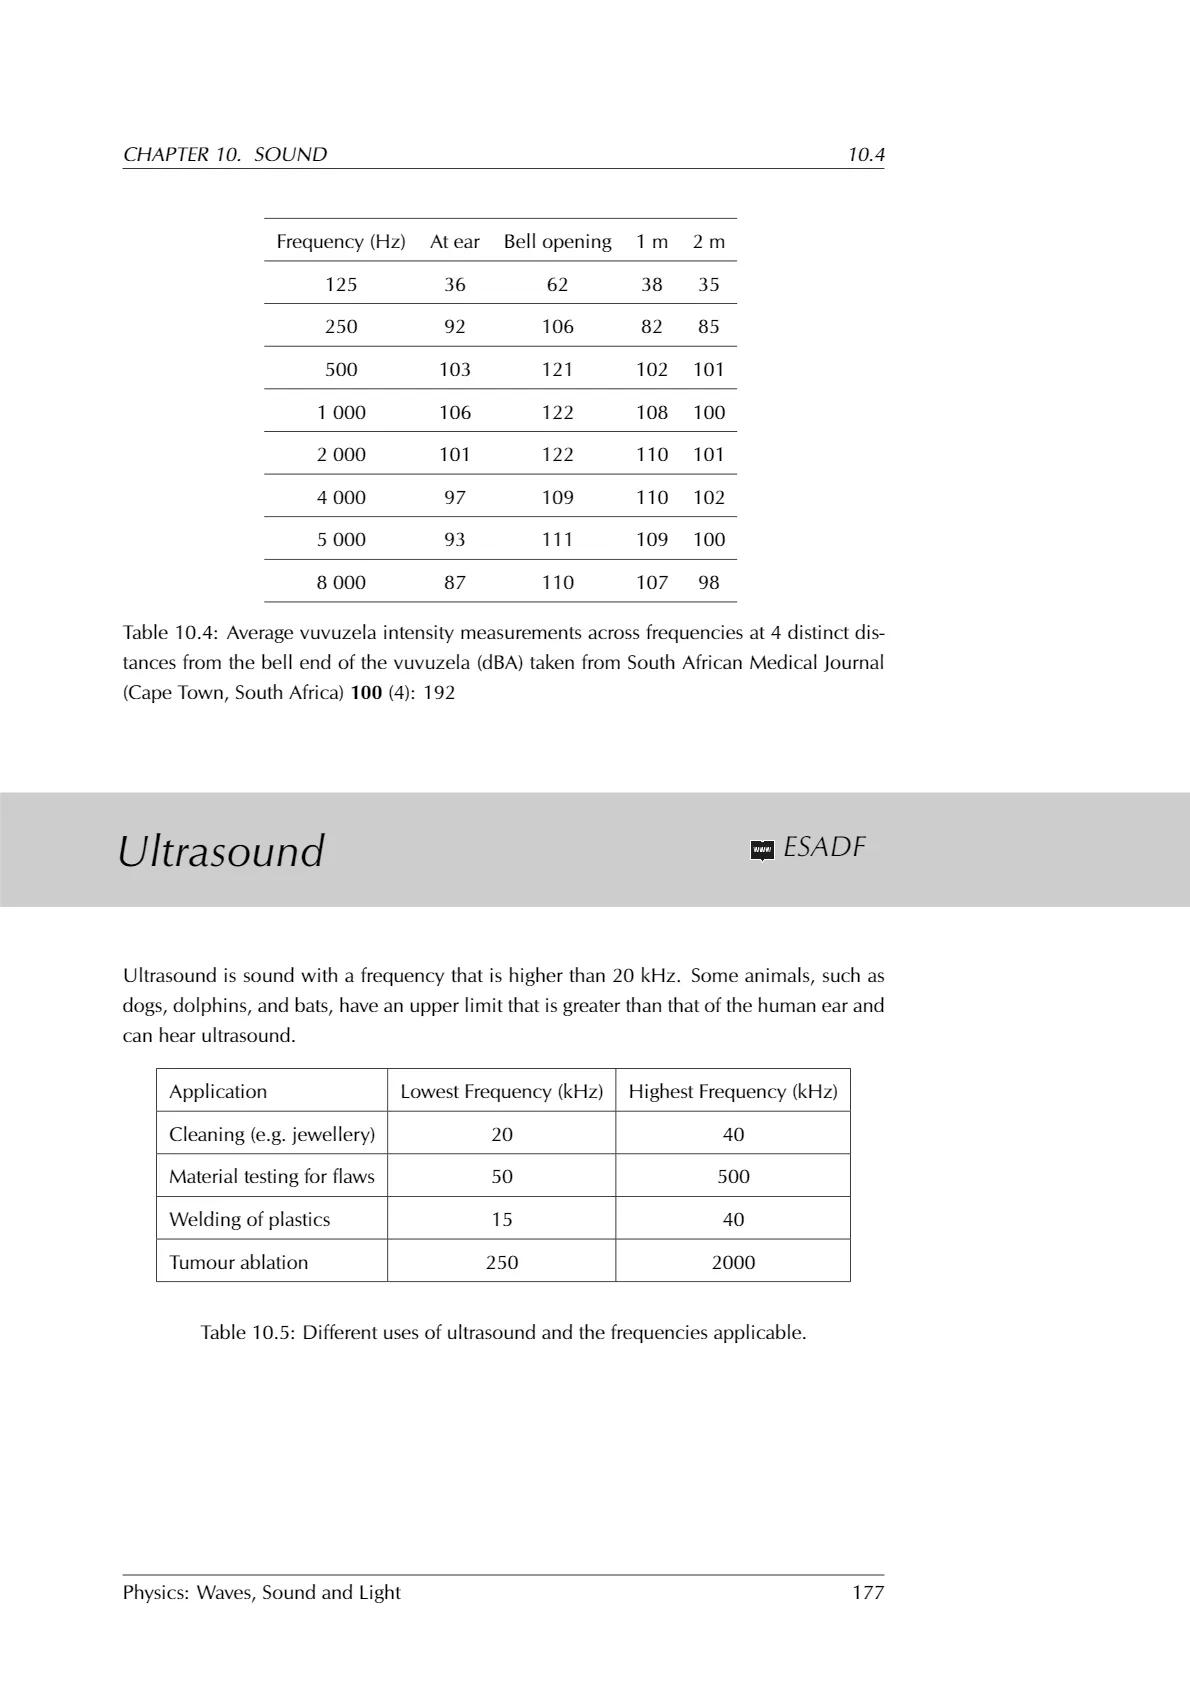 CHAPTER 10. SOUND 10.4
Frequency (Hz) At ear Bell opening 1 m 2 m
125 36 62 38 35
250 92 106 82 85
500 103 121 102 101
1 000 106 122 108 100
2 000 101 122 110 101
4 000 97 109 110 102
5 000 93 111 109 100
8 000 87 110 107 98
Table 10.4: Average vuvuzela intensity measurements across frequencies at 4 distinct dis-
tances from the bell end of the vuvuzela (dBA) taken from South African Medical Journal
(Cape Town, South Africa) 100 (4): 192
Ultrasound www ESADF
Ultrasound is sound with a frequency that is higher than 20 kHz. Some animals, such as
dogs, dolphins, and bats, have an upper limit that is greater than that of the human ear and
can hear ultrasound.
Application Lowest Frequency (kHz) Highest Frequency (kHz)
Cleaning (e.g. jewellery) 20 40
Material testing for flaws 50 500
Welding of plastics 15 40
Tumour ablation 250 2000
Table 10.5: Different uses of ultrasound and the frequencies applicable.
Physics: Waves, Sound and Light 177